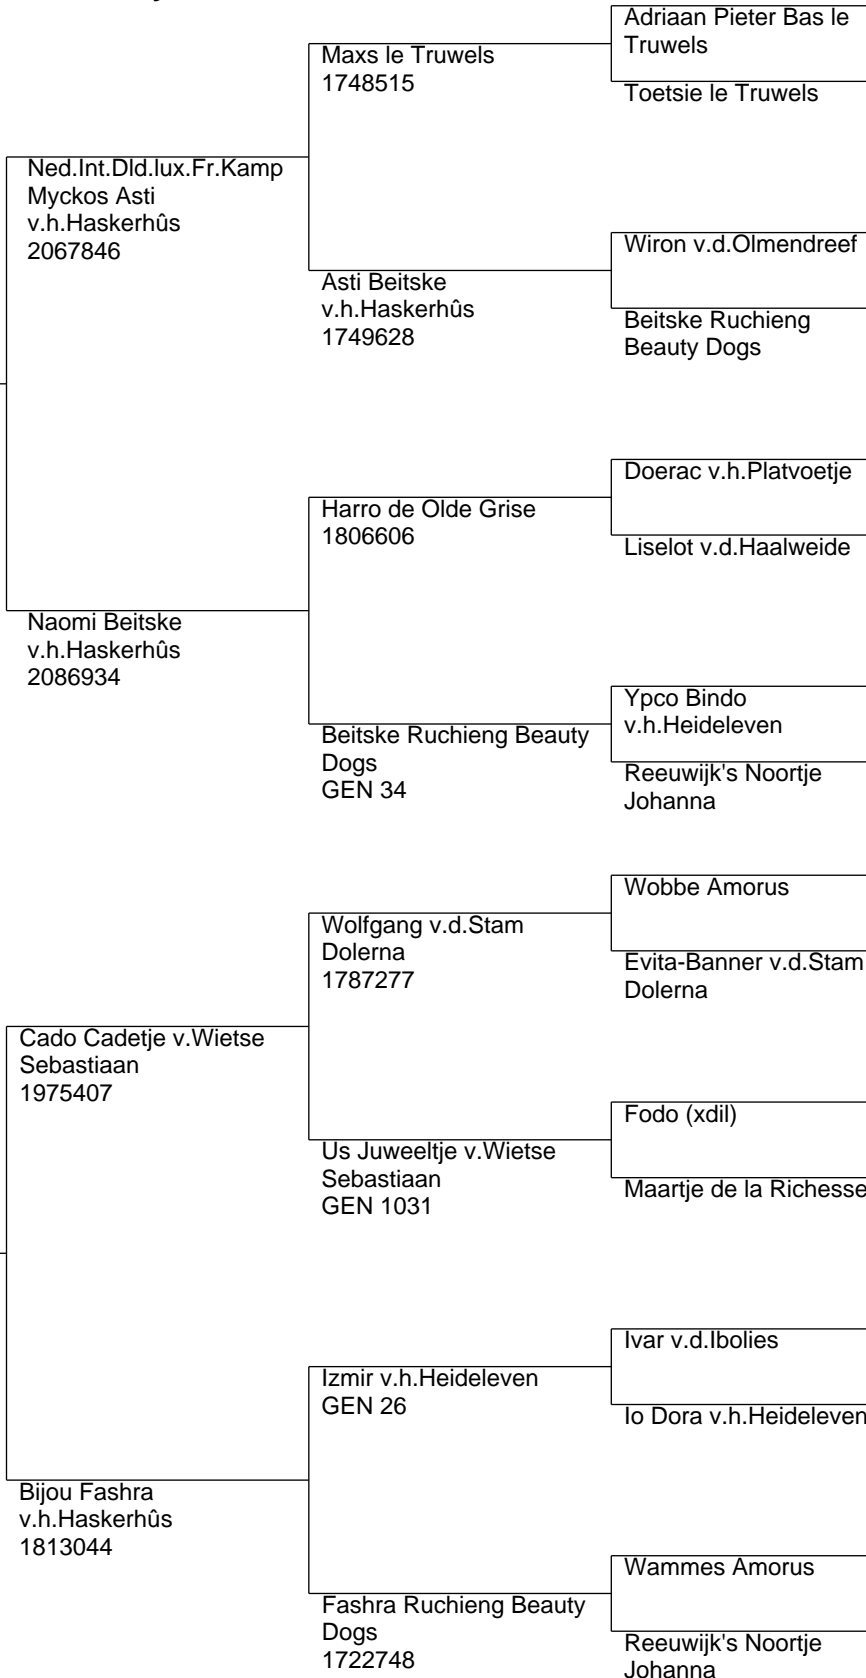 Adriaan Pieter Bas le
Truwels
Maxs le Truwels
1748515
Toetsie le Truwels
Ned.Int.Dld.lux.Fr.Kamp
Myckos Asti
v.h.Haskerhûs
2067846
Wiron v.d.Olmendreef
Asti Beitske
v.h.Haskerhûs
1749628
Beitske Ruchieng
Beauty Dogs
Doerac v.h.Platvoetje
Harro de Olde Grise
1806606
Liselot v.d.Haalweide
Naomi Beitske
v.h.Haskerhûs
2086934
Ypco Bindo
v.h.Heideleven
Beitske Ruchieng Beauty
Dogs
GEN 34
Reeuwijk's Noortje
Johanna
Wobbe Amorus
Wolfgang v.d.Stam
Dolerna
1787277
Evita-Banner v.d.Stam
Dolerna
Cado Cadetje v.Wietse
Sebastiaan
1975407
Fodo (xdil)
Us Juweeltje v.Wietse
Sebastiaan
GEN 1031
Maartje de la Richesse
Ivar v.d.Ibolies
Izmir v.h.Heideleven
GEN 26
Io Dora v.h.Heideleven
Bijou Fashra
v.h.Haskerhûs
1813044
Wammes Amorus
Fashra Ruchieng Beauty
Dogs
1722748
Reeuwijk's Noortje
Johanna